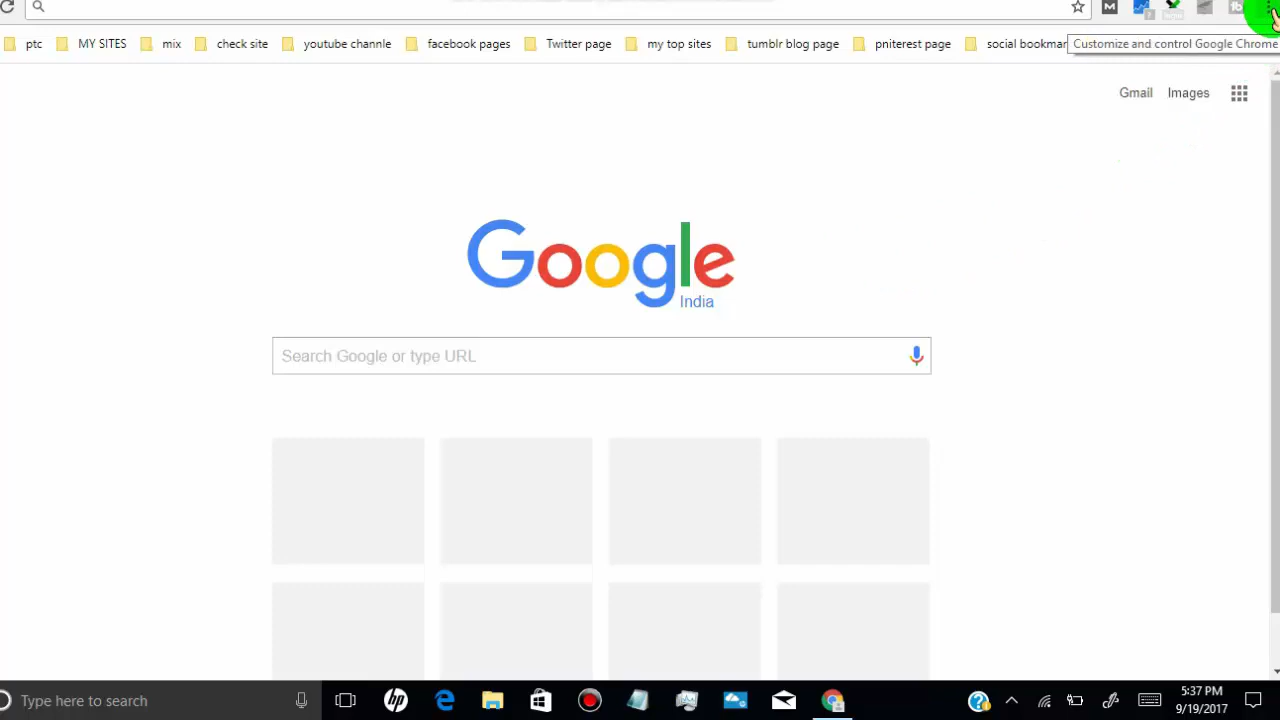 ptc MY SITES mix check site youtube channle facebook pages Twitter page my top sites tumblr blog page pniterest page social bookmar
Customize and control Google Chrome
Gmail Images
Google
India
Search Google or type URL
Type here to search
5:37 PM
9/19/2017